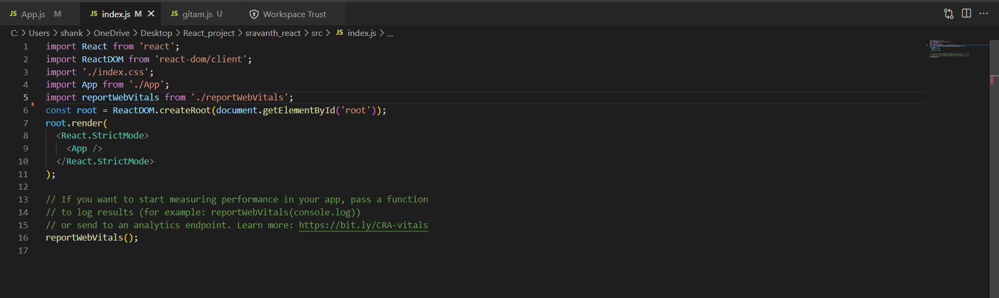 JS App.js M JS index.js M × JS gitam.js U Workspace Trust ...
C: > Users > shank > OneDrive > Desktop > React_project > sravanth_react > src > JS index.js > ...
1 import React from 'react';
2 import ReactDOM from 'react-dom/client';
3 import './index.css';
4 import App from './App';
5 import reportWebVitals from './reportWebVitals';
6 const root = ReactDOM.createRoot(document.getElementById('root'));
7 root.render(
8 <React.StrictMode>
9 <App />
10 </React.StrictMode>
11 );
12
13 // If you want to start measuring performance in your app, pass a function
14 // to log results (for example: reportWebVitals(console.log))
15 // or send to an analytics endpoint. Learn more: https://bit.ly/CRA-vitals
16 reportWebVitals();
17